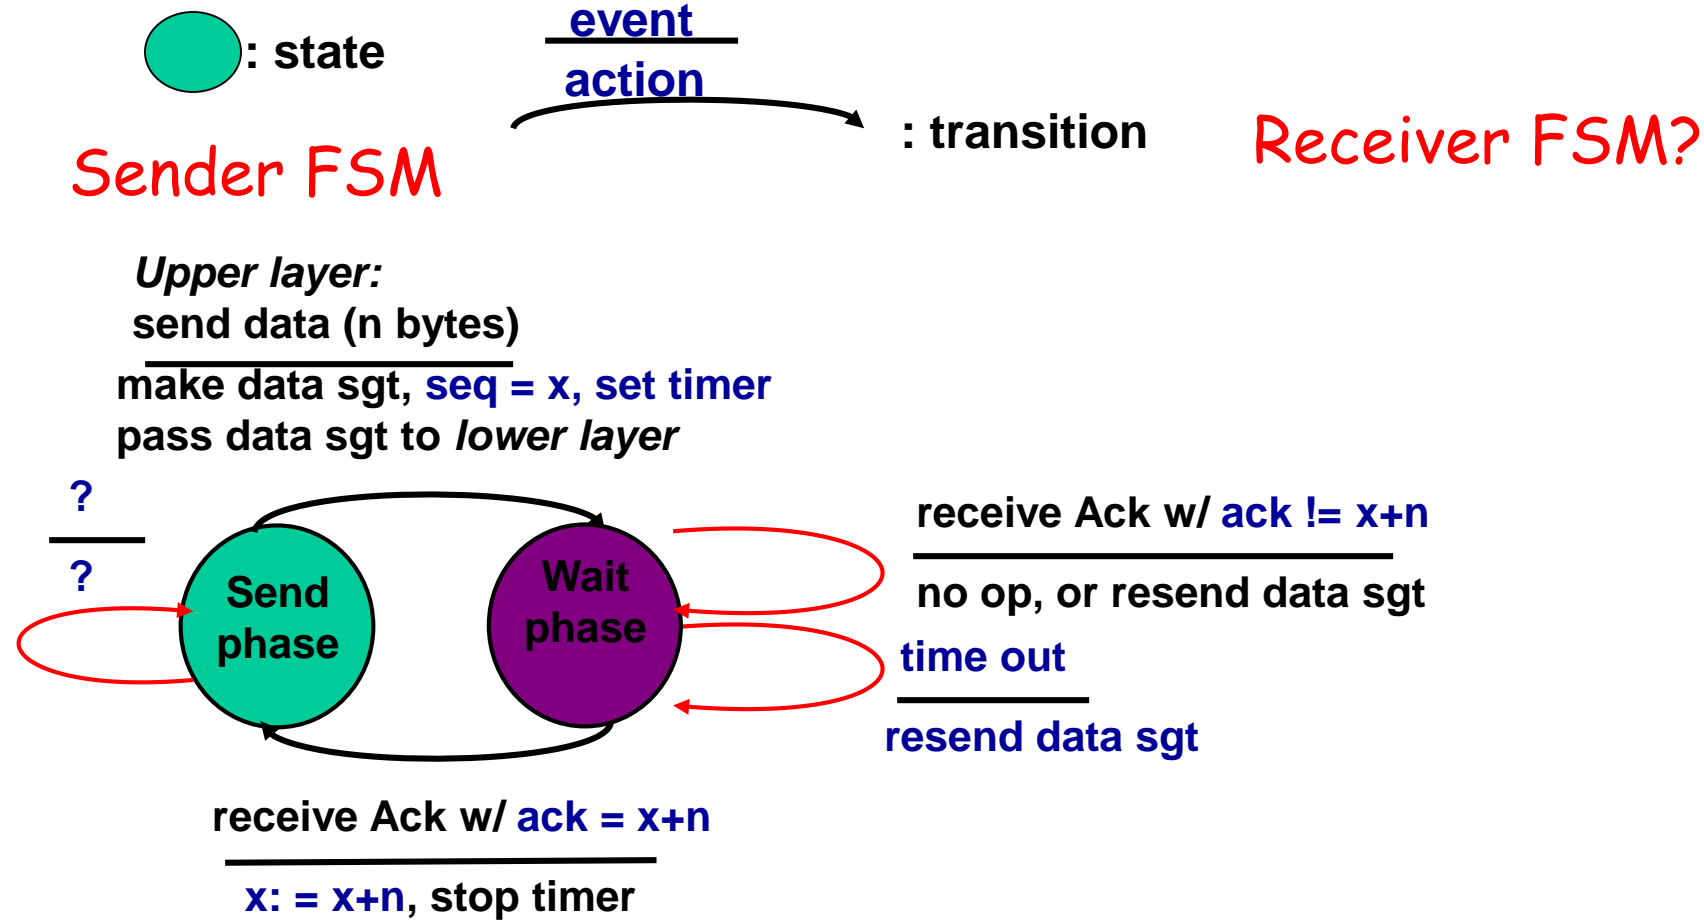 : state
event
action
: transition
Receiver FSM?
Sender FSM
Upper layer:
send data (n bytes)
make data sgt, seq = x, set timer
pass data sgt to lower layer
?
?
Send
phase
Wait
phase
receive Ack w/ ack != x+n
no op, or resend data sgt
time out
resend data sgt
receive Ack w/ ack = x+n
x: = x+n, stop timer